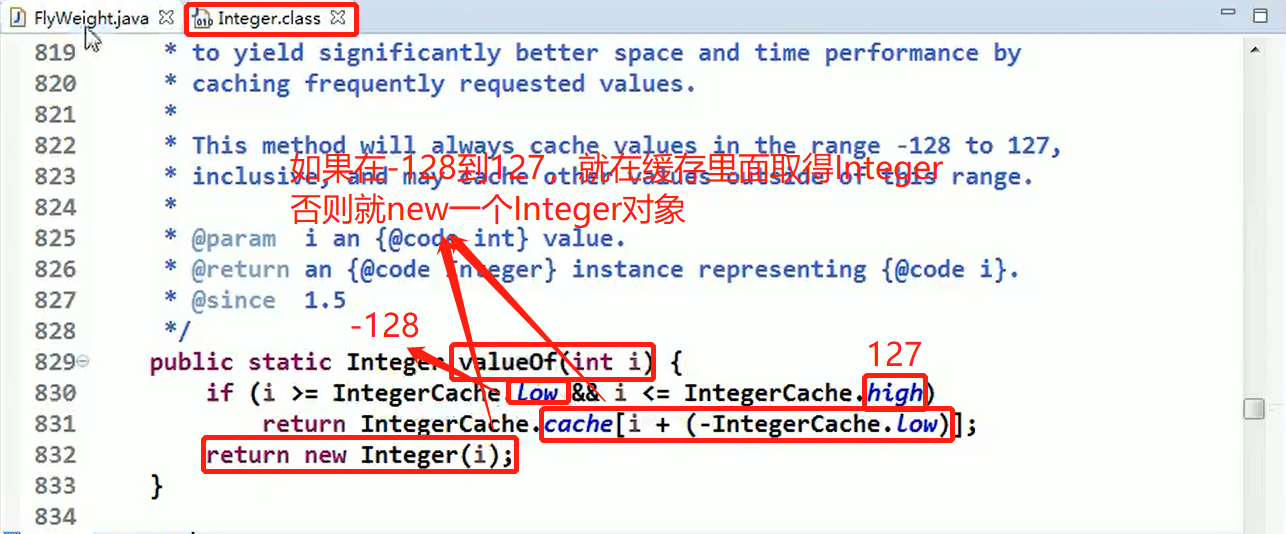 FlyWeight.java Integer.class
819 * to yield significantly better space and time performance by
820 * caching frequently requested values.
821 *
822 * This method will always cache values in the range -128 to 127,
如果在-128到127，就在缓存里面取得Integer
823 * inclusive, and may cache other values outside of this range.
否则就new一个Integer对象
824 *
825 * @param i an {@code int} value.
826 * @return an {@code Integer} instance representing {@code i}.
827 * @since 1.5
-128
828 */
127
829 public static Integer valueOf(int i) {
830 if (i >= IntegerCache.low && i <= IntegerCache.high)
831 return IntegerCache.cache[i + (-IntegerCache.low)];
832 return new Integer(i);
833 }
834